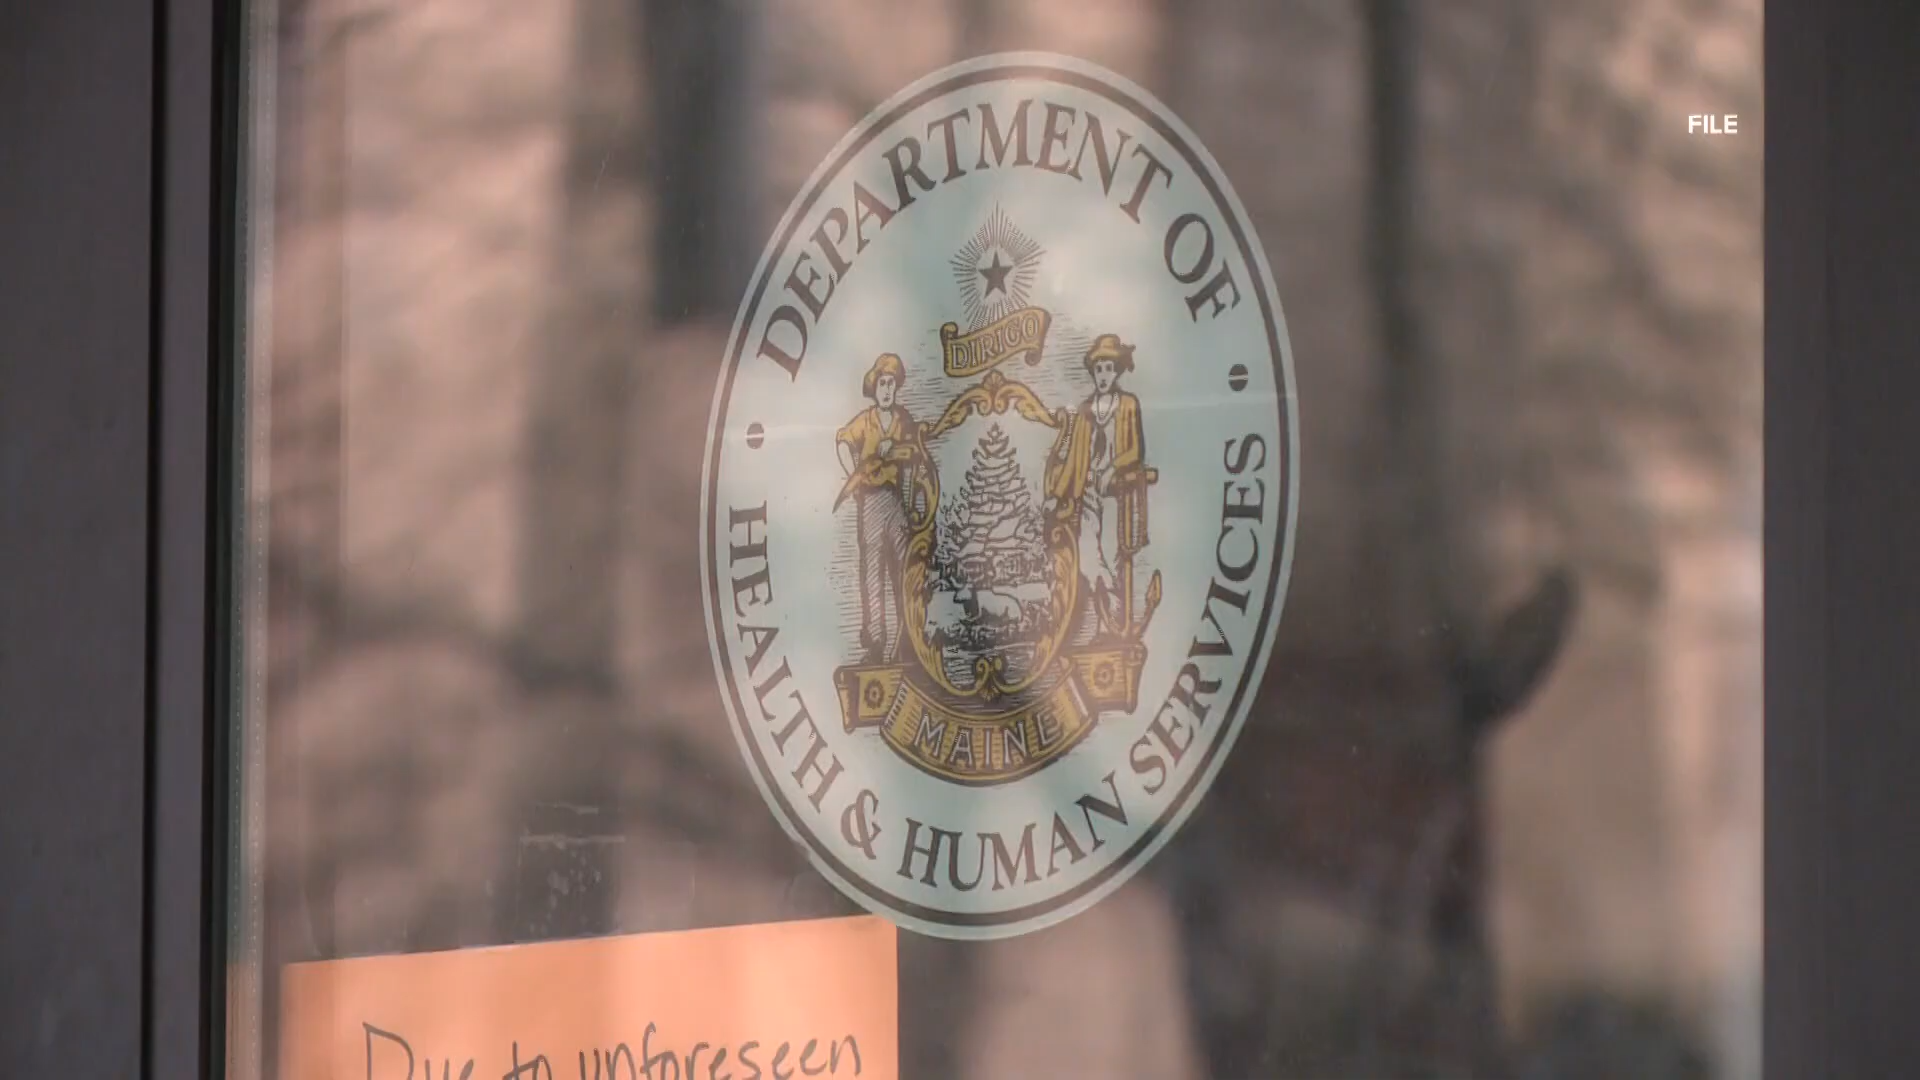 FILE
DEPARTMENT OF
HEALTH & HUMAN SERVICES
DIRIGO
MAINE
Due to unforeseen